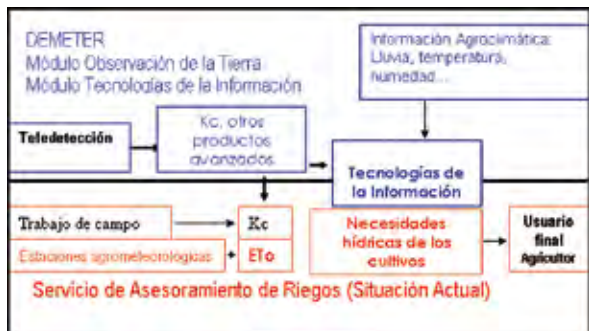 DEMETER
Módulo Observación de la Tierra
Módulo Tecnologías de la Información
Información Agroclimática:
Lluvia, temperatura,
humedad...
Teledetección
Kc, otros
productos
avanzados
Tecnologías de
la Información
Trabajo de campo
Kc
Necesidades
hídricas de los
cultivos
Usuario
final
Agricultor
Estaciones agrometeorológicas
ETo
Servicio de Asesoramiento de Riegos (Situación Actual)